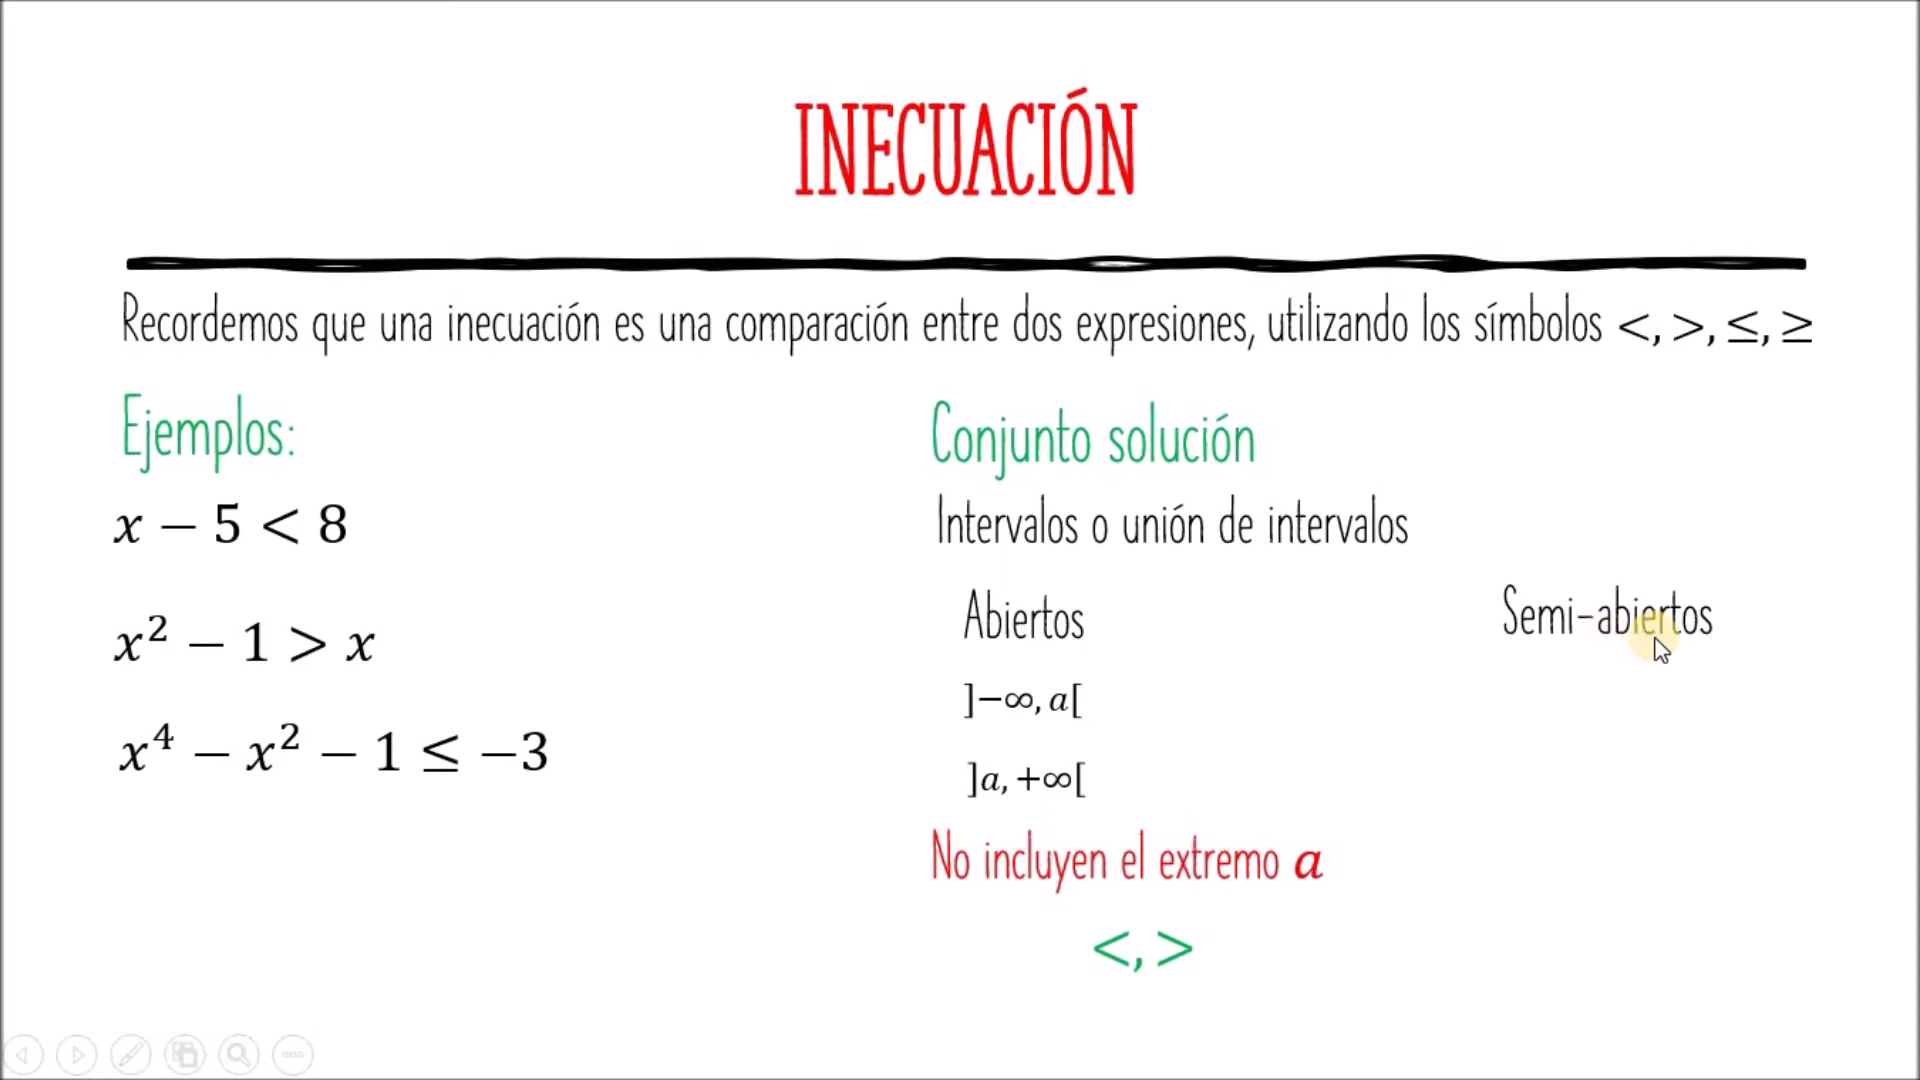 INECUACIÓN
Recordemos que una inecuación es una comparación entre dos expresiones, utilizando los símbolos <, >, ≤, ≥
Ejemplos:
x − 5 < 8
x² − 1 > x
x⁴ − x² − 1 ≤ −3
Conjunto solución
Intervalos o unión de intervalos
Abiertos
]−∞, a[
]a, +∞[
No incluyen el extremo a
<, >
Semi-abiertos